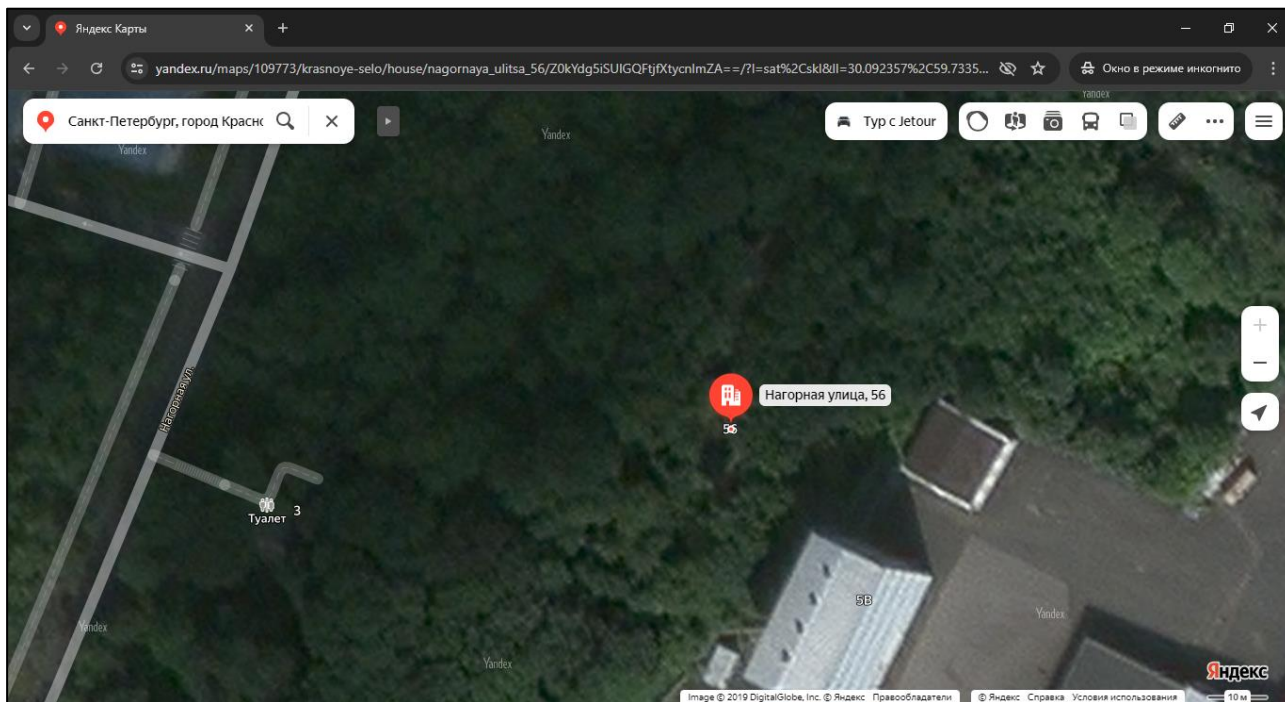 Яндекс Карты
yandex.ru/maps/109773/krasnoye-selo/house/nagornaya_ulitsa_56/Z0kYdg5iSUIGQFtjfXtycnlmZA==/?l=sat%2Cskl&ll=30.092357%2C59.7335...
Окно в режиме инкогнито
Санкт-Петербург, город Красно
Тур с Jetour
Yandex
Yandex
Yandex
Нагорная улица, 56
56
Нагорная ул.
Туалет
3
5В
Yandex
Yandex
Yandex
Яндекс
Image © 2019 DigitalGlobe, Inc. © Яндекс Правообладатели
© Яндекс Справка Условия использования
10 м